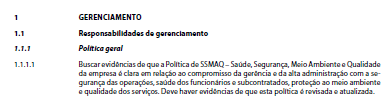 1 GERENCIAMENTO
1.1 Responsabilidades de gerenciamento
1.1.1 Política geral
1.1.1.1 Buscar evidências de que a Política de SSMAQ – Saúde, Segurança, Meio Ambiente e Qualidade
da empresa é clara em relação ao compromisso da gerência e da alta administração com a se-
gurança das operações, saúde dos funcionários e subcontratados, proteção ao meio ambiente
e qualidade dos serviços. Deve haver evidências de que esta política é revisada e atualizada.